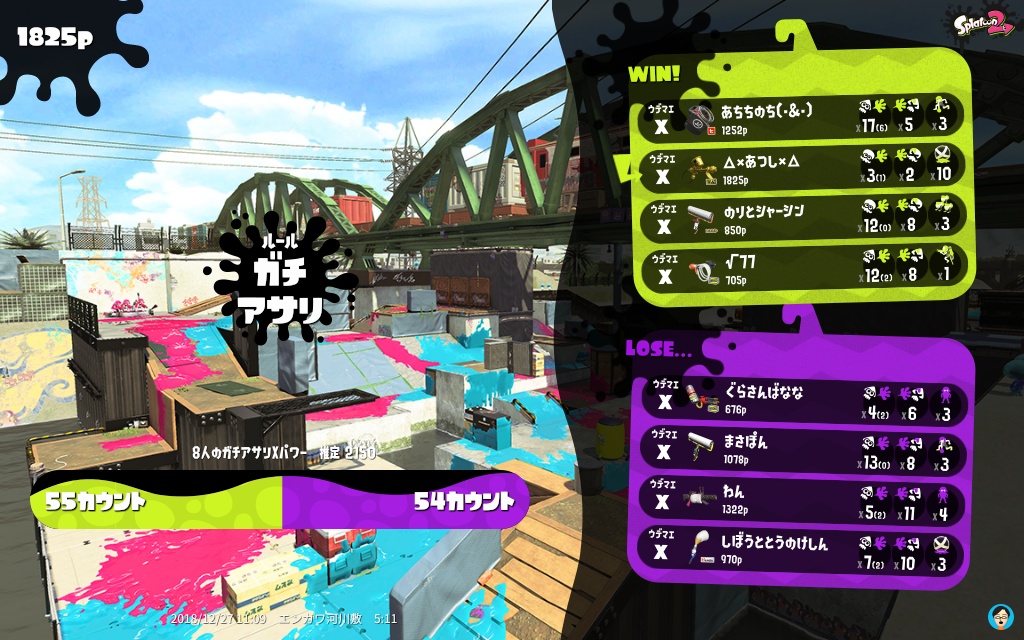 1825p
Splatoon 2
ルール
ガチ
アサリ
8人のガチアサリXパワー 推定 2150
55カウント
54カウント
2018/12/27 11:09 エンガワ河川敷 5:11
WIN!
ウデマエ
X
あちちのち(・&・)
1252p
x17(6) x5 x3
ウデマエ
X
△×あつし×△
1825p
x3(1) x2 x10
ウデマエ
X
のりとジャーシン
850p
x12(0) x8 x3
ウデマエ
X
√77
705p
x12(2) x8 x1
LOSE...
ウデマエ
X
ぐらさんばなな
676p
x4(2) x6 x3
ウデマエ
X
まさぽん
1078p
x13(0) x8 x3
ウデマエ
X
わん
1322p
x5(2) x11 x4
ウデマエ
X
しぼうととうのけしん
970p
x7(2) x10 x3